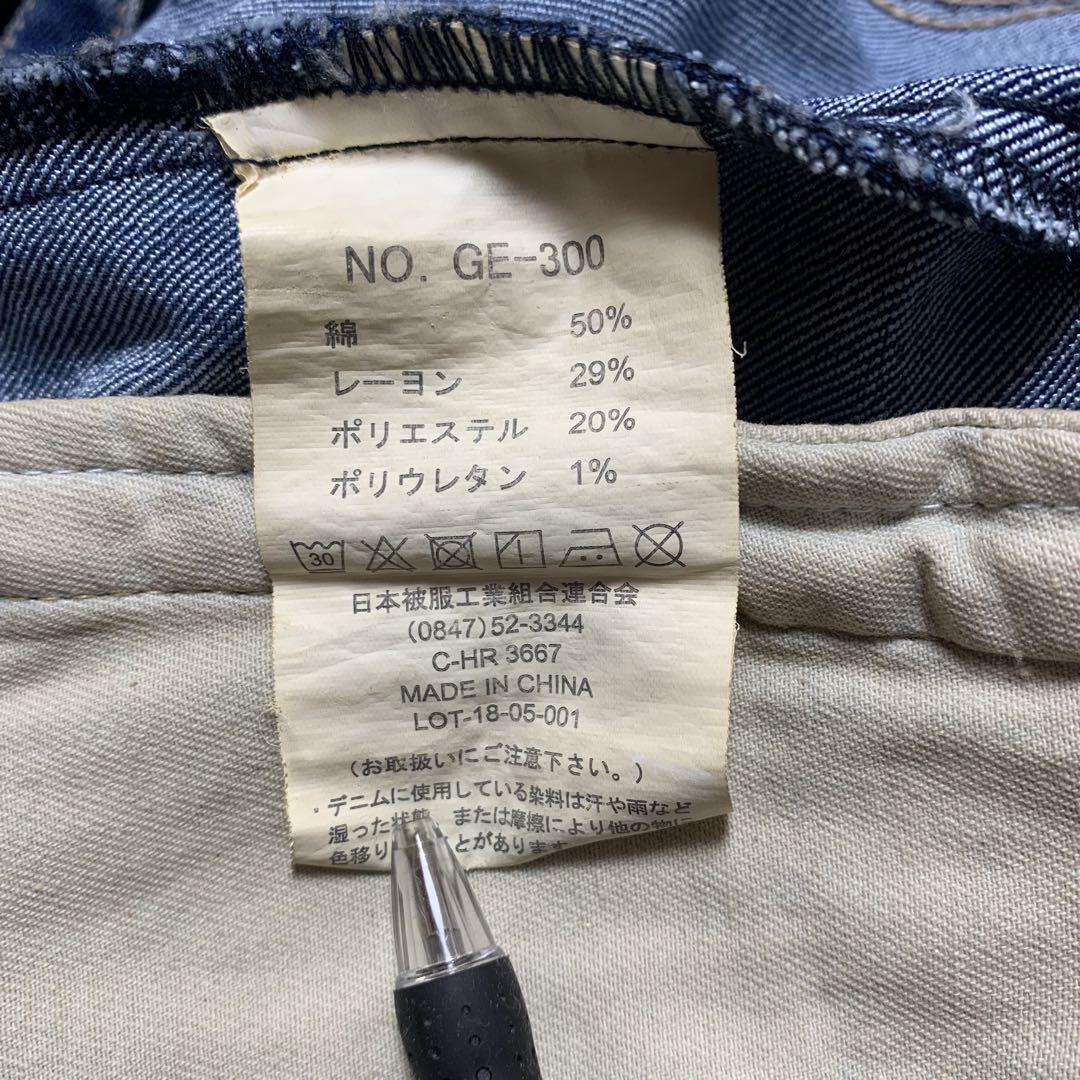 NO. GE-300
綿 50%
レーヨン 29%
ポリエステル 20%
ポリウレタン 1%
30
日本被服工業組合連合会
(0847)52-3344
C-HR 3667
MADE IN CHINA
LOT-18-05-001
(お取扱いにご注意下さい。)
・デニムに使用している染料は汗や雨など
湿った状態、または摩擦により他の物に
色移り とがあります